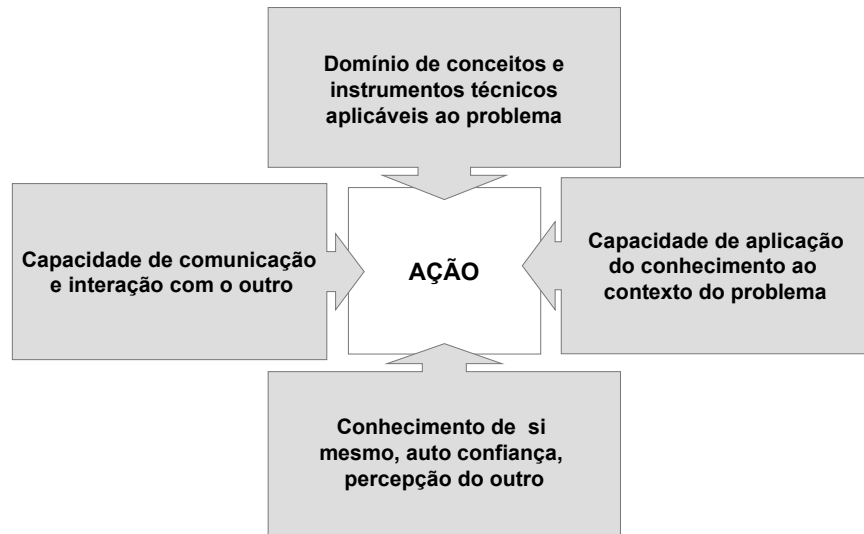 Domínio de conceitos e
instrumentos técnicos
aplicáveis ao problema
Capacidade de comunicação
e interação com o outro
AÇÃO
Capacidade de aplicação
do conhecimento ao
contexto do problema
Conhecimento de si
mesmo, auto confiança,
percepção do outro